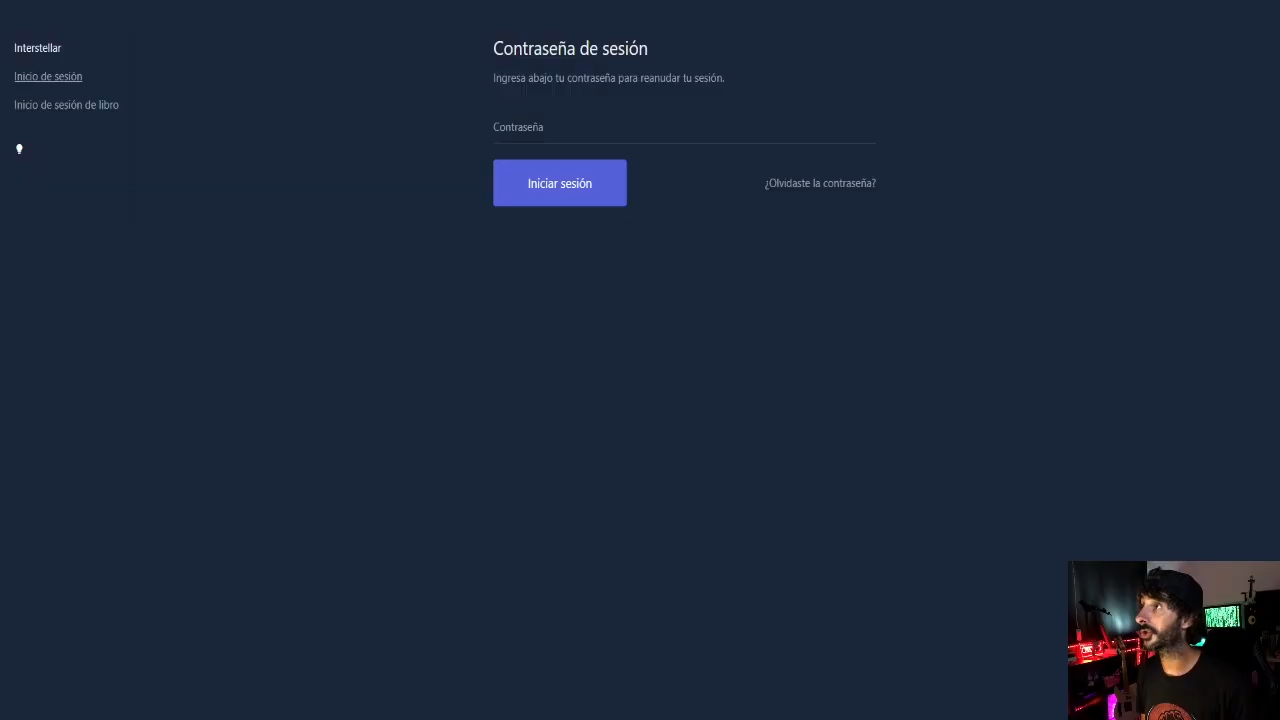 Interstellar
Inicio de sesión
Inicio de sesión de libro
Contraseña de sesión
Ingresa abajo tu contraseña para reanudar tu sesión.
Contraseña
Iniciar sesión
¿Olvidaste la contraseña?